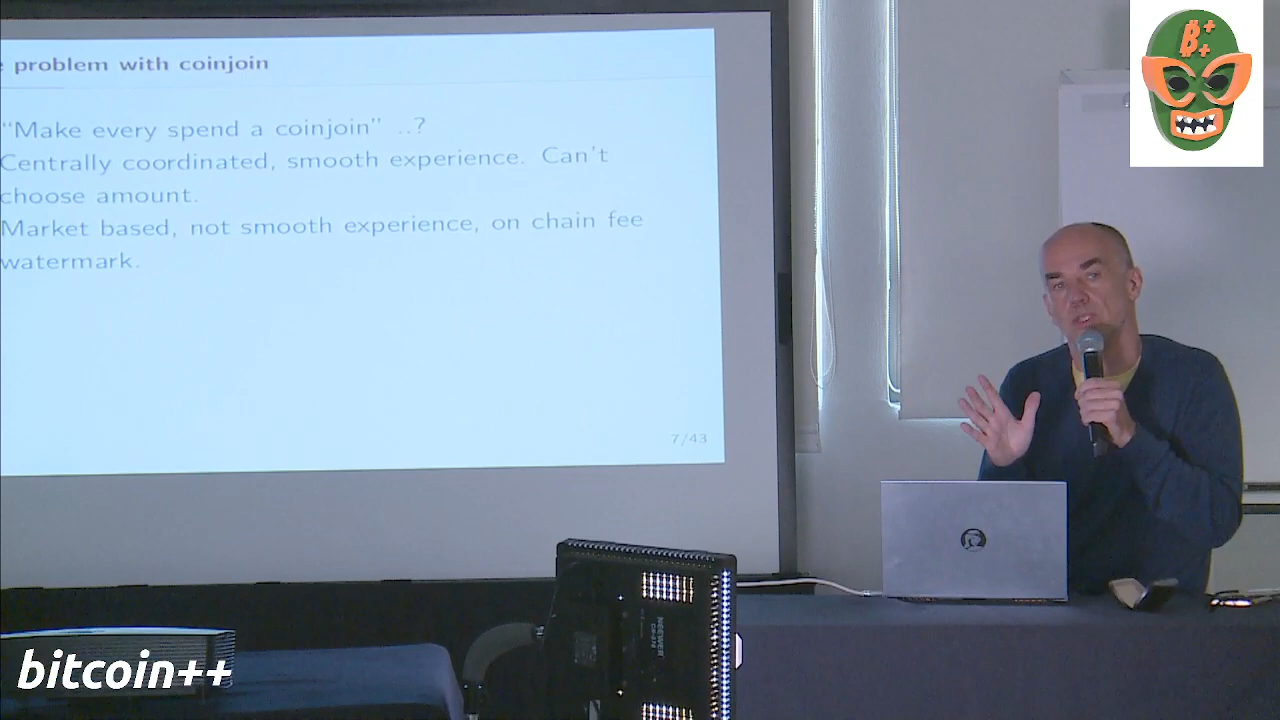 problem with coinjoin
"Make every spend a coinjoin" ..?
Centrally coordinated, smooth experience. Can't
choose amount.
Market based, not smooth experience, on chain fee
watermark.
7/43
B++
NEEWER
bitcoin++